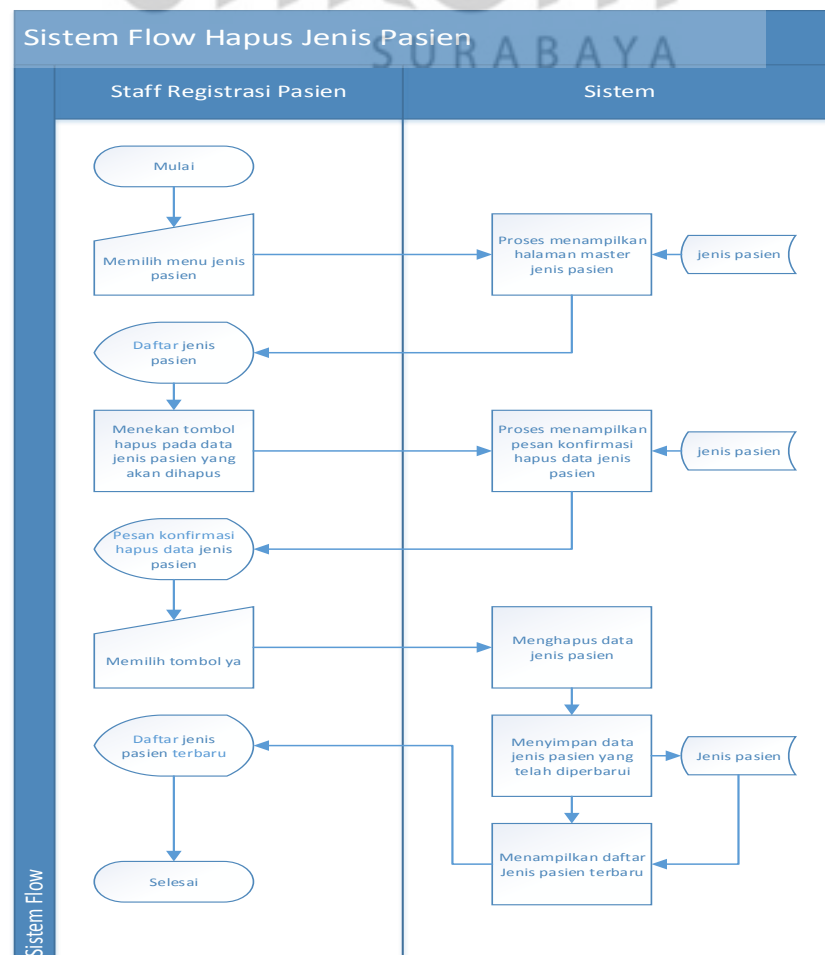 SURABAYA
Sistem Flow Hapus Jenis Pasien
Staff Registrasi Pasien
Sistem
Mulai
Memilih menu jenis
pasien
Proses menampilkan
halaman master
jenis pasien
jenis pasien
Daftar jenis
pasien
Menekan tombol
hapus pada data
jenis pasien yang
akan dihapus
Proses menampilkan
pesan konfirmasi
hapus data jenis
pasien
jenis pasien
Pesan konfirmasi
hapus data jenis
pasien
Memilih tombol ya
Menghapus data
jenis pasien
Daftar jenis
pasien terbaru
Menyimpan data
jenis pasien yang
telah diperbarui
Jenis pasien
Menampilkan daftar
Jenis pasien terbaru
Selesai
Sistem Flow